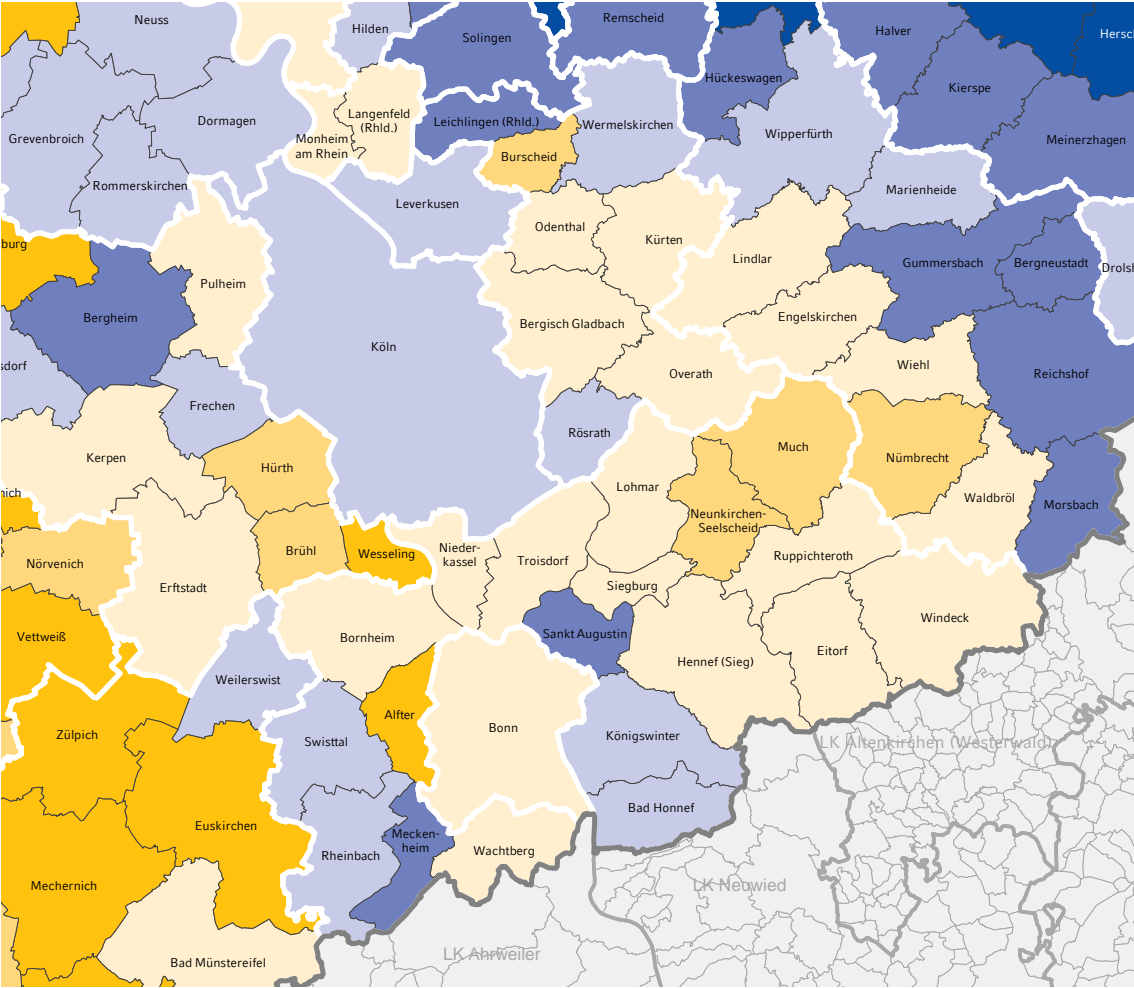 Neuss
Hilden
Solingen
Remscheid
Halver
Hersc
Hückeswagen
Kierspe
Grevenbroich
Dormagen
Langenfeld
(Rhld.)
Monheim
am Rhein
Leichlingen (Rhld.)
Wermelskirchen
Wipperfürth
Meinerzhagen
Burscheid
Rommerskirchen
Leverkusen
Marienheide
Odenthal
Kürten
burg
Lindlar
Gummersbach
Bergneustadt
Drolsh
Pulheim
Bergheim
Bergisch Gladbach
Engelskirchen
Köln
sdorf
Overath
Wiehl
Reichshof
Frechen
Rösrath
Much
Kerpen
Hürth
Nümbrecht
Lohmar
Waldbröl
nich
Morsbach
Neunkirchen-
Seelscheid
Nörvenich
Brühl
Wesseling
Nieder-
kassel
Troisdorf
Ruppichteroth
Erftstadt
Siegburg
Windeck
Vettweiß
Bornheim
Sankt Augustin
Eitorf
Hennef (Sieg)
Weilerswist
Alfter
Bonn
Zülpich
Swisttal
Königswinter
LK Altenkirchen (Westerwald)
Bad Honnef
Euskirchen
Mecken-
heim
Rheinbach
Wachtberg
Mechernich
LK Neuwied
LK Ahrweiler
Bad Münstereifel